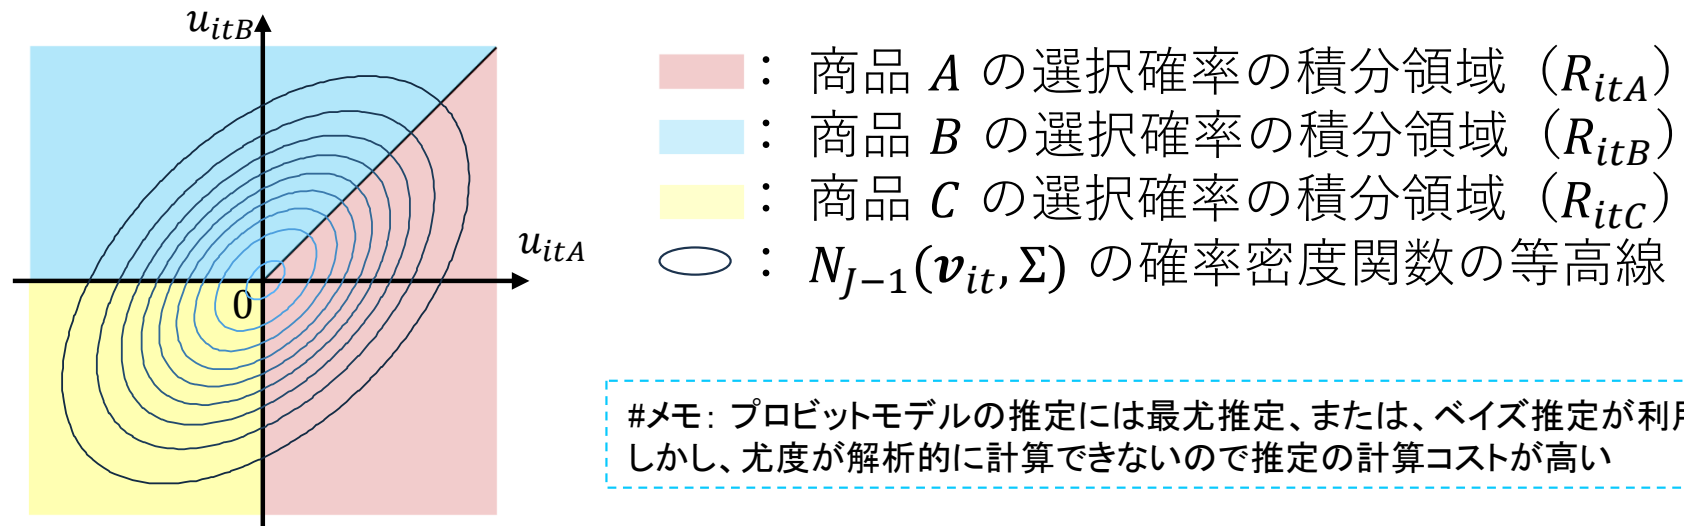 u_{itB}
u_{itA}
0
： 商品 A の選択確率の積分領域（R_{itA}）
： 商品 B の選択確率の積分領域（R_{itB}）
： 商品 C の選択確率の積分領域（R_{itC}）
： N_{J−1}(v_{it}, Σ) の確率密度関数の等高線
#メモ： プロビットモデルの推定には最尤推定、または、ベイズ推定が利用
しかし、尤度が解析的に計算できないので推定の計算コストが高い